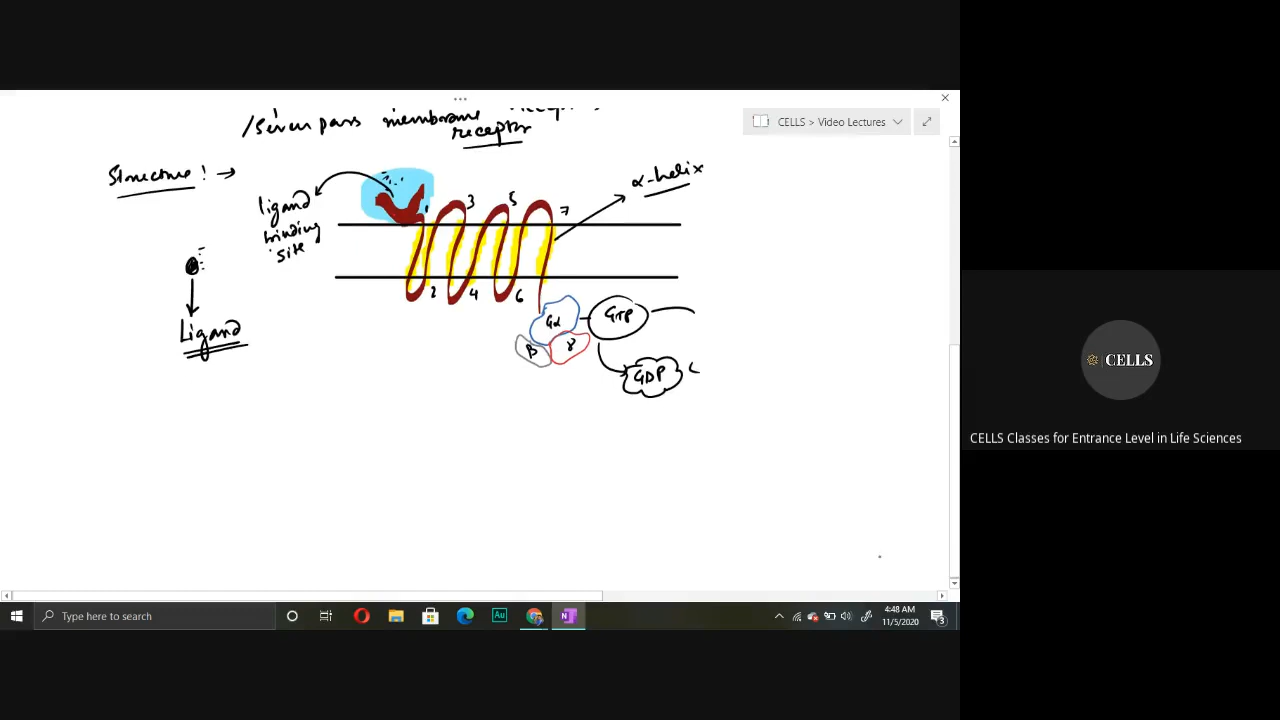 /Seven pass membrane
receptor
CELLS > Video Lectures
Structure! →
α-helix
ligand
binding
site
1
3
5
7
2
4
6
Gα
GTP
β
γ
GDP
Ligand
CELLS
CELLS Classes for Entrance Level in Life Sciences
Type here to search
Au
4:48 AM
11/5/2020
3